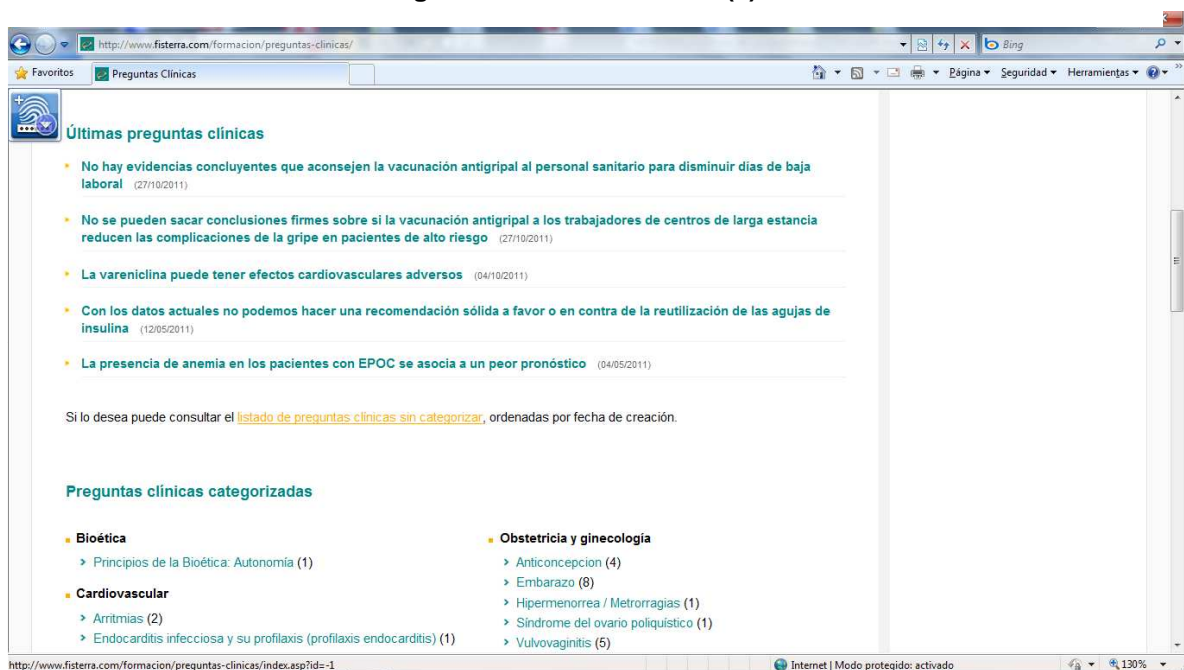 http://www.fisterra.com/formacion/preguntas-clinicas/
Bing
Favoritos
Preguntas Clínicas
Página
Seguridad
Herramientas
Últimas preguntas clínicas
No hay evidencias concluyentes que aconsejen la vacunación antigripal al personal sanitario para disminuir días de baja
laboral (27/10/2011)
No se pueden sacar conclusiones firmes sobre si la vacunación antigripal a los trabajadores de centros de larga estancia
reducen las complicaciones de la gripe en pacientes de alto riesgo (27/10/2011)
La vareniclina puede tener efectos cardiovasculares adversos (04/10/2011)
Con los datos actuales no podemos hacer una recomendación sólida a favor o en contra de la reutilización de las agujas de
insulina (12/05/2011)
La presencia de anemia en los pacientes con EPOC se asocia a un peor pronóstico (04/05/2011)
Si lo desea puede consultar el listado de preguntas clínicas sin categorizar, ordenadas por fecha de creación.
Preguntas clínicas categorizadas
Bioética
Principios de la Bioética: Autonomía (1)
Cardiovascular
Arritmias (2)
Endocarditis infecciosa y su profilaxis (profilaxis endocarditis) (1)
Obstetricia y ginecología
Anticoncepcion (4)
Embarazo (8)
Hipermenorrea / Metrorragias (1)
Síndrome del ovario poliquístico (1)
Vulvovaginitis (5)
http://www.fisterra.com/formacion/preguntas-clinicas/index.asp?id=-1
Internet | Modo protegido: activado
130%